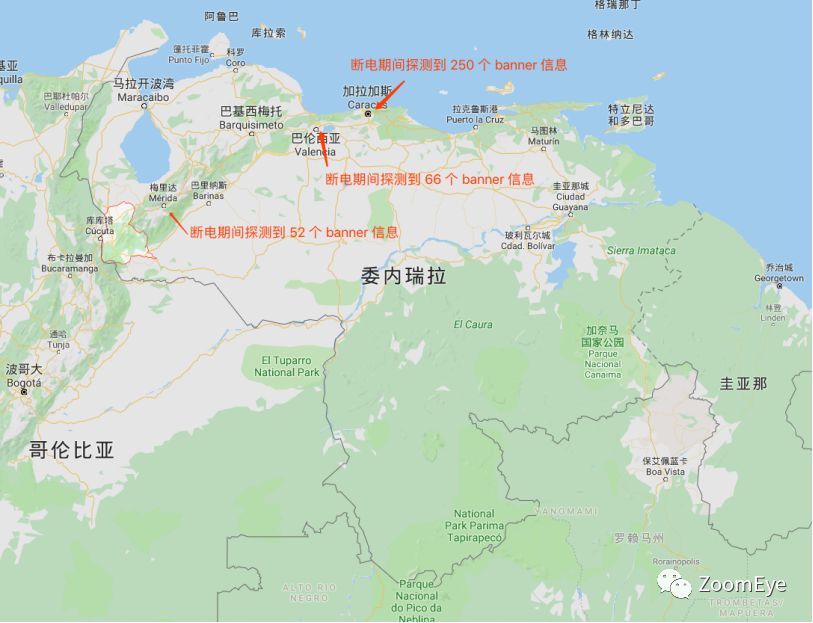 格瑞那丁
阿鲁巴
库拉索
格林纳达
蓬托菲霍
Punto Fijo
科罗
Coro
基亚
quilla
断电期间探测到 250 个 banner 信息
马拉开波湾
Maracaibo
加拉加斯
Caracas
巴耶杜帕尔
Valledupar
巴基西梅托
Barquisimeto
拉克鲁斯港
Puerto la Cruz
特立尼达
和多巴哥
巴伦西亚
Valencia
马图林
Maturín
断电期间探测到 66 个 banner 信息
梅里达
Mérida
巴里纳斯
Barinas
圭亚那城
Ciudad
Guayana
库库塔
Cúcuta
断电期间探测到 52 个 banner 信息
玻利瓦尔城
Cdad. Bolívar
Sierra Imataca
布卡拉曼加
Bucaramanga
委内瑞拉
乔治城
Georgetown
林登
Linden
通哈
Tunja
El Caura
加奈马
国家公园
Parque
Nacional
Canaima
El Tuparro
National Park
波哥大
Bogotá
圭亚那
哥伦比亚
保艾佩蓝卡
Boa Vista
National
Park Parima
Tapirapecó
YANOMAMI
罗赖马州
Rorainópolis
ALTO RIO
NEGRO
Parque
Nacional
do Pico da
Neblina
ZoomEye
TROMBETAS/
MAPUERA